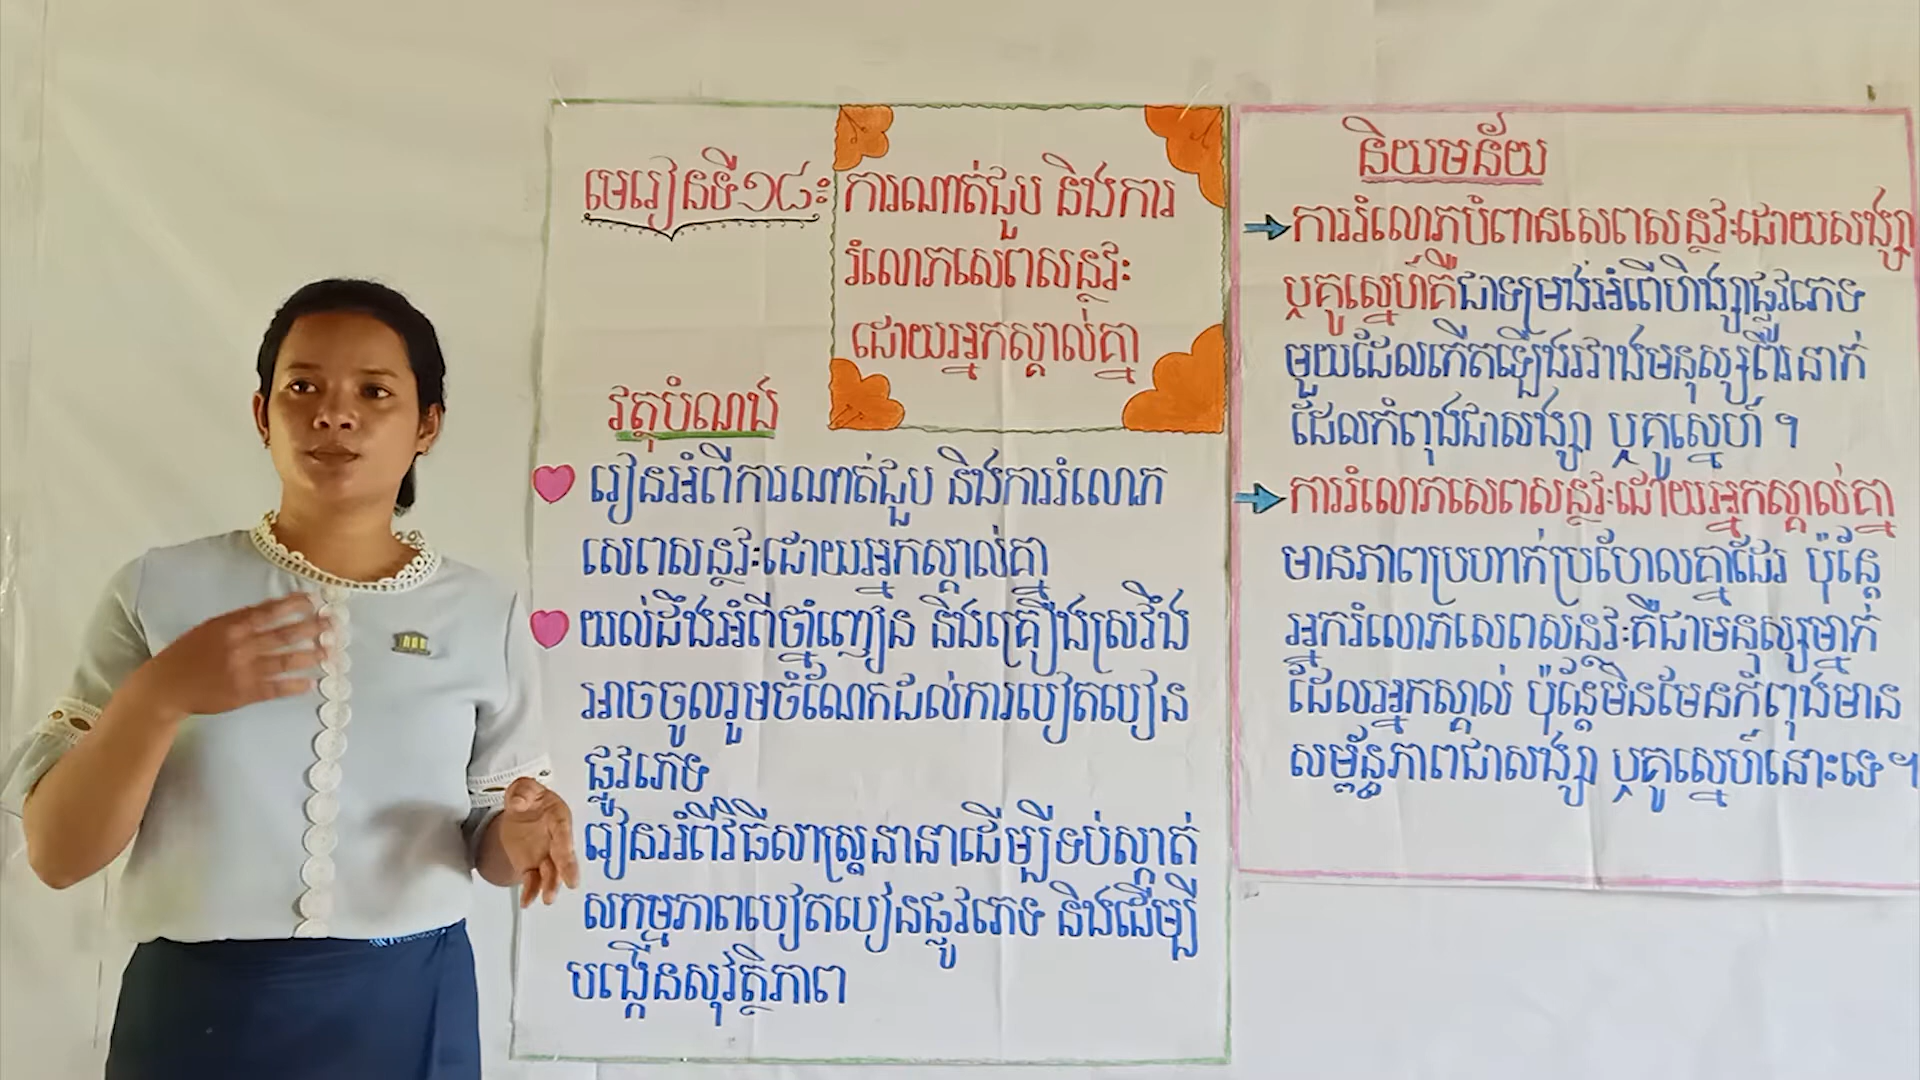 មេរៀនទី១៨៖
ការណាត់ជួប និងការ
រំលោភសេពសន្ថវៈ
ដោយអ្នកស្គាល់គ្នា
វត្ថុបំណង
រៀនអំពីការណាត់ជួប និងការរំលោភ
សេពសន្ថវៈដោយអ្នកស្គាល់គ្នា
យល់ដឹងអំពីថ្នាំញៀន និងគ្រឿងស្រវឹង
អាចចូលរួមចំណែកដល់ការបៀតបៀន
ផ្លូវភេទ
រៀនអំពីវិធីសាស្ត្រនានាដើម្បីទប់ស្កាត់
សកម្មភាពបៀតបៀនផ្លូវភេទ និងដើម្បី
បង្កើនសុវត្ថិភាព
និយមន័យ
ការរំលោភបំពានសេពសន្ថវៈដោយសង្សា
ឬគូស្នេហ៍គឺជាទម្រង់អំពើហិង្សាផ្លូវភេទ
មួយដែលកើតឡើងរវាងមនុស្សពីរនាក់
ដែលកំពុងជាសង្សា ឬគូស្នេហ៍ ។
ការរំលោភសេពសន្ថវៈដោយអ្នកស្គាល់គ្នា
មានភាពប្រហាក់ប្រហែលគ្នាដែរ ប៉ុន្តែ
អ្នករំលោភសេពសន្ថវៈគឺជាមនុស្សម្នាក់
ដែលអ្នកស្គាល់ ប៉ុន្តែមិនមែនកំពុងមាន
សម្ព័ន្ធភាពជាសង្សា ឬគូស្នេហ៍នោះទេ។